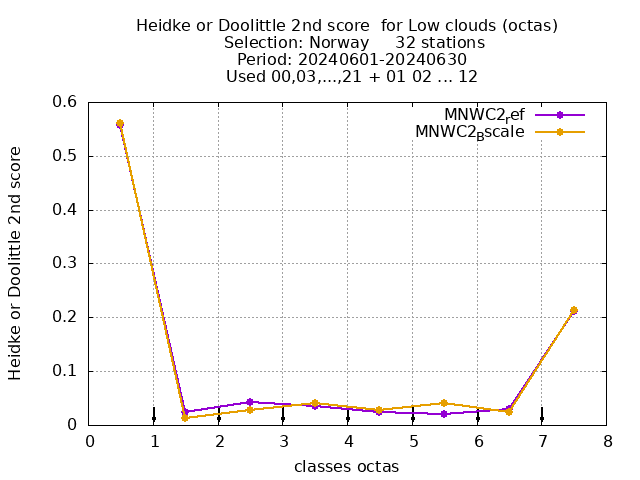 Heidke or Doolittle 2nd score  for Low clouds (octas)
Selection: Norway     32 stations
Period: 20240601-20240630
Used 00,03,...,21 + 01 02 ... 12
MNWC2_ref
MNWC2_Bscale
Heidke or Doolittle 2nd score
0.6
0.5
0.4
0.3
0.2
0.1
0
0 1 2 3 4 5 6 7 8
classes octas